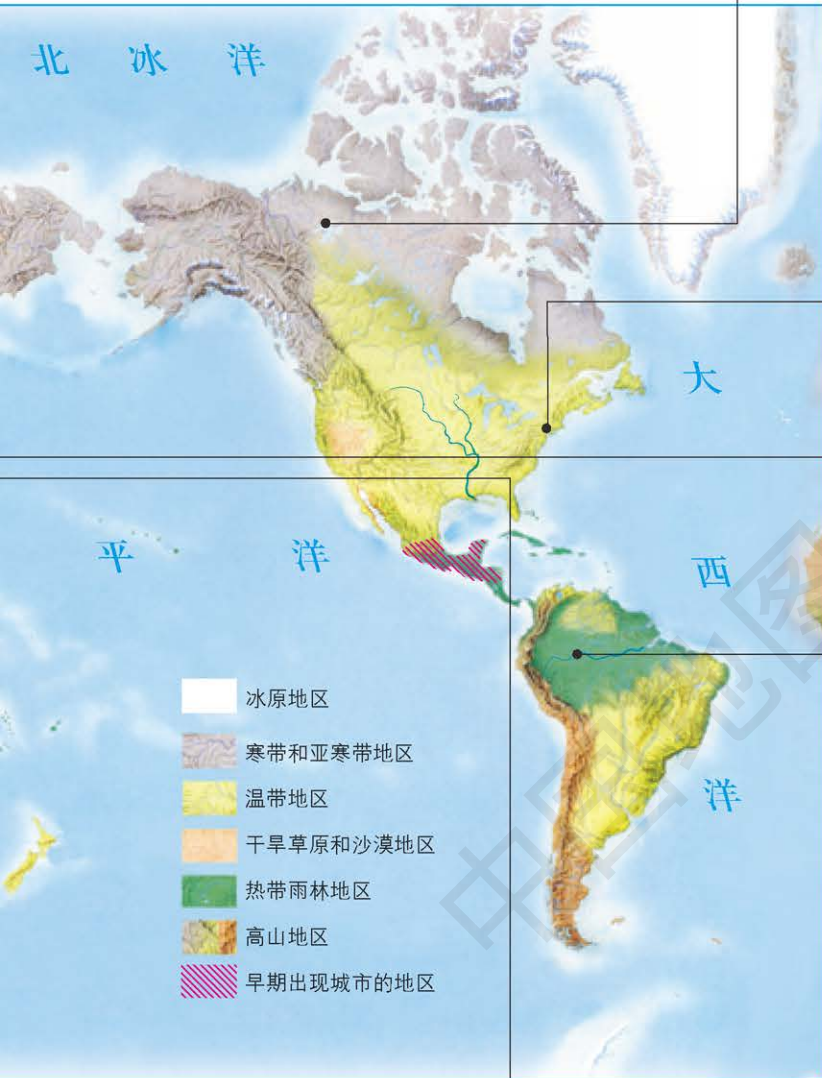 北冰洋
大
平洋
西
洋
冰原地区
寒带和亚寒带地区
温带地区
干旱草原和沙漠地区
热带雨林地区
高山地区
早期出现城市的地区